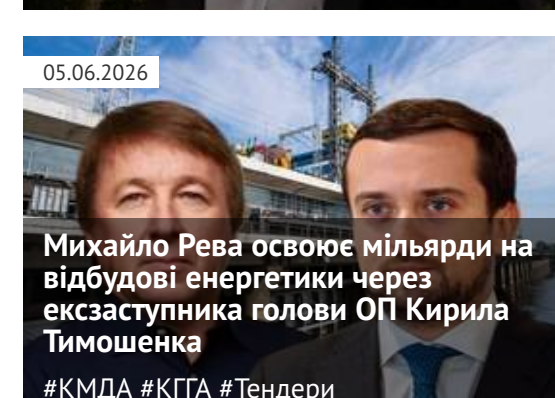 05.06.2026
Михайло Рева освоює мільярди на
відбудові енергетики через
ексзаступника голови ОП Кирила
Тимошенка
#КМДА #КГГА #Тендери